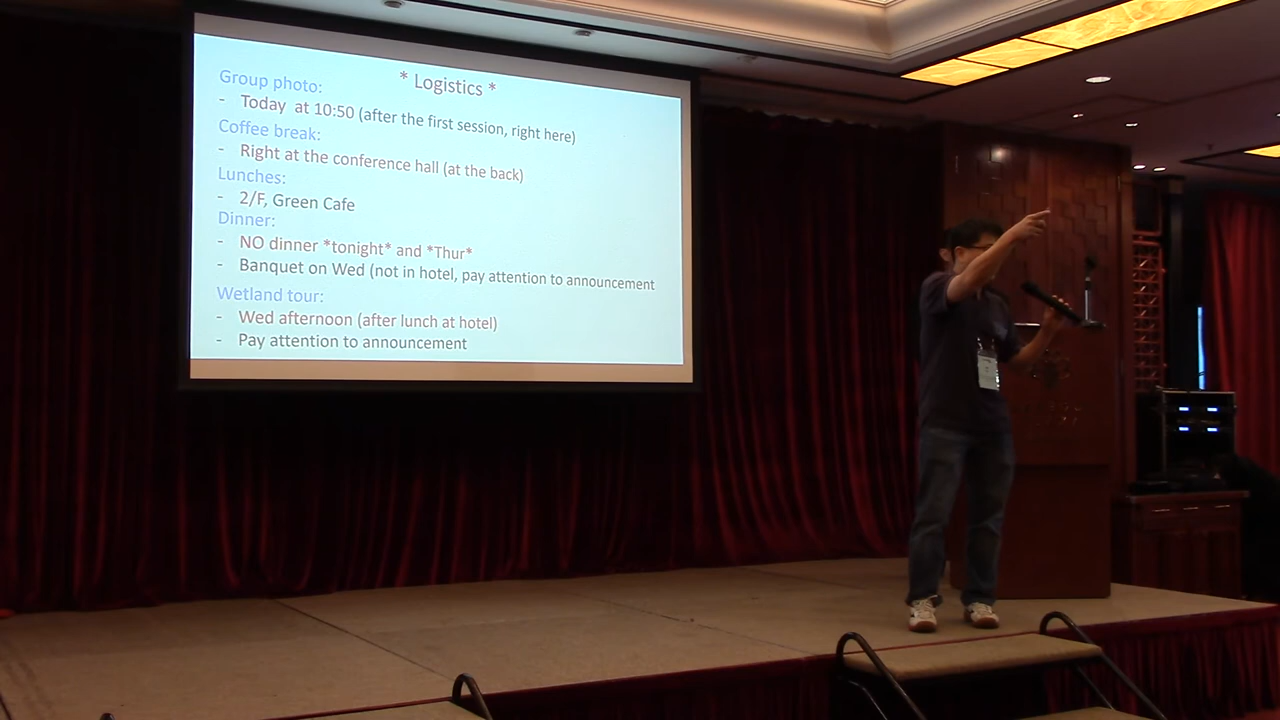 * Logistics *
Group photo:
- Today at 10:50 (after the first session, right here)
Coffee break:
- Right at the conference hall (at the back)
Lunches:
- 2/F, Green Cafe
Dinner:
- NO dinner *tonight* and *Thur*
- Banquet on Wed (not in hotel, pay attention to announcement
Wetland tour:
- Wed afternoon (after lunch at hotel)
- Pay attention to announcement